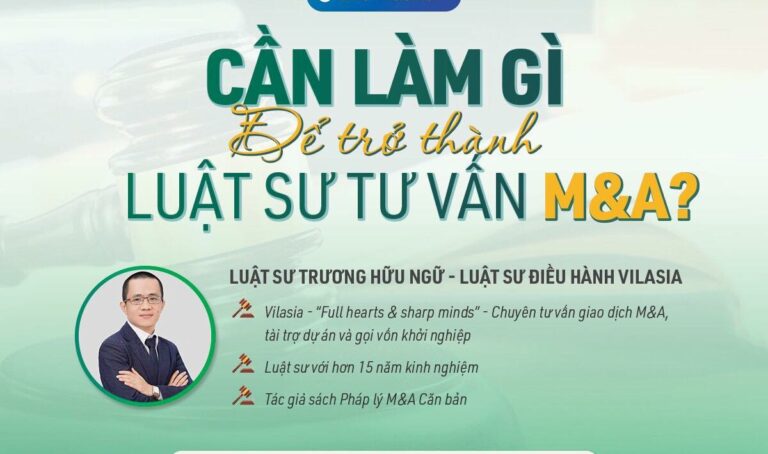 CẦN LÀM GÌ
Để trở thành
LUẬT SƯ TƯ VẤN M&A?
LUẬT SƯ TRƯƠNG HỮU NGỮ - LUẬT SƯ ĐIỀU HÀNH VILASIA
Vilasia - "Full hearts & sharp minds" - Chuyên tư vấn giao dịch M&A,
tài trợ dự án và gọi vốn khởi nghiệp
Luật sư với hơn 15 năm kinh nghiệm
Tác giả sách Pháp lý M&A Căn bản